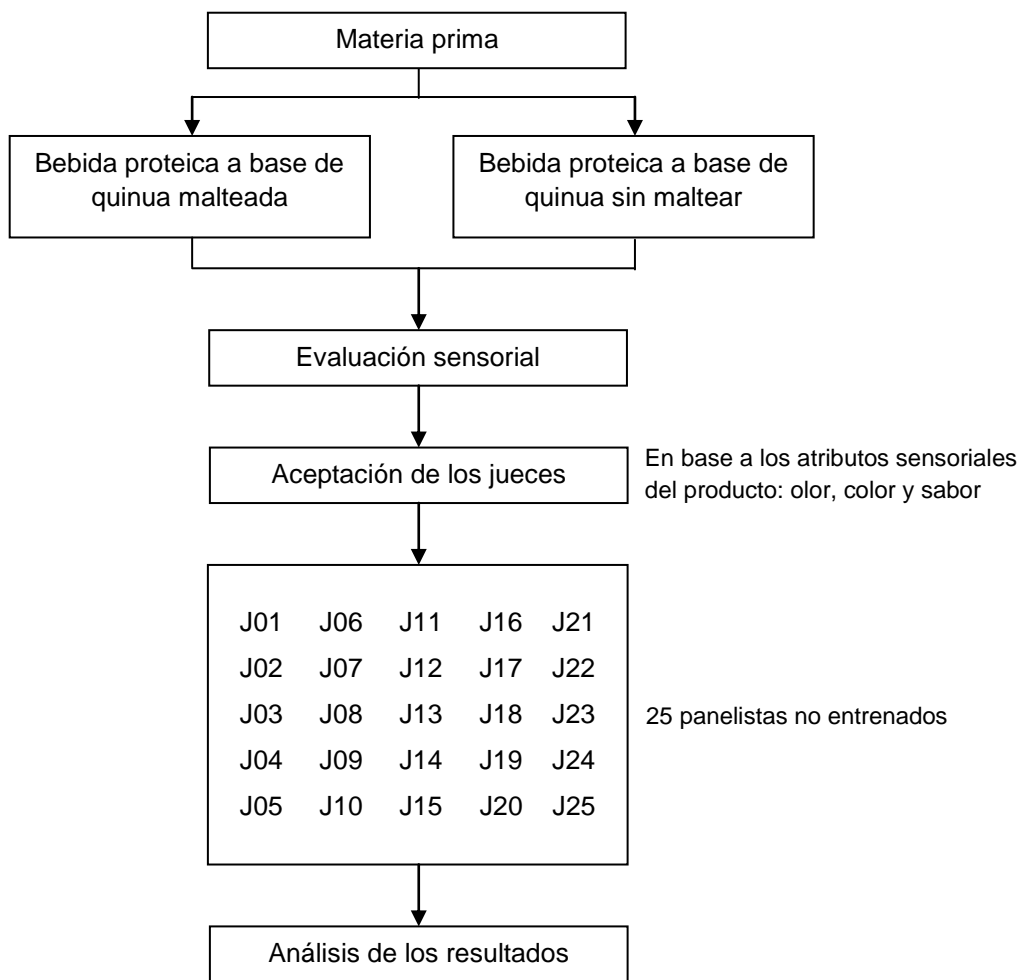 Materia prima
Bebida proteica a base de
quinua malteada
Bebida proteica a base de
quinua sin maltear
Evaluación sensorial
Aceptación de los jueces
En base a los atributos sensoriales
del producto: olor, color y sabor
J01 J06 J11 J16 J21
J02 J07 J12 J17 J22
J03 J08 J13 J18 J23
J04 J09 J14 J19 J24
J05 J10 J15 J20 J25
25 panelistas no entrenados
Análisis de los resultados